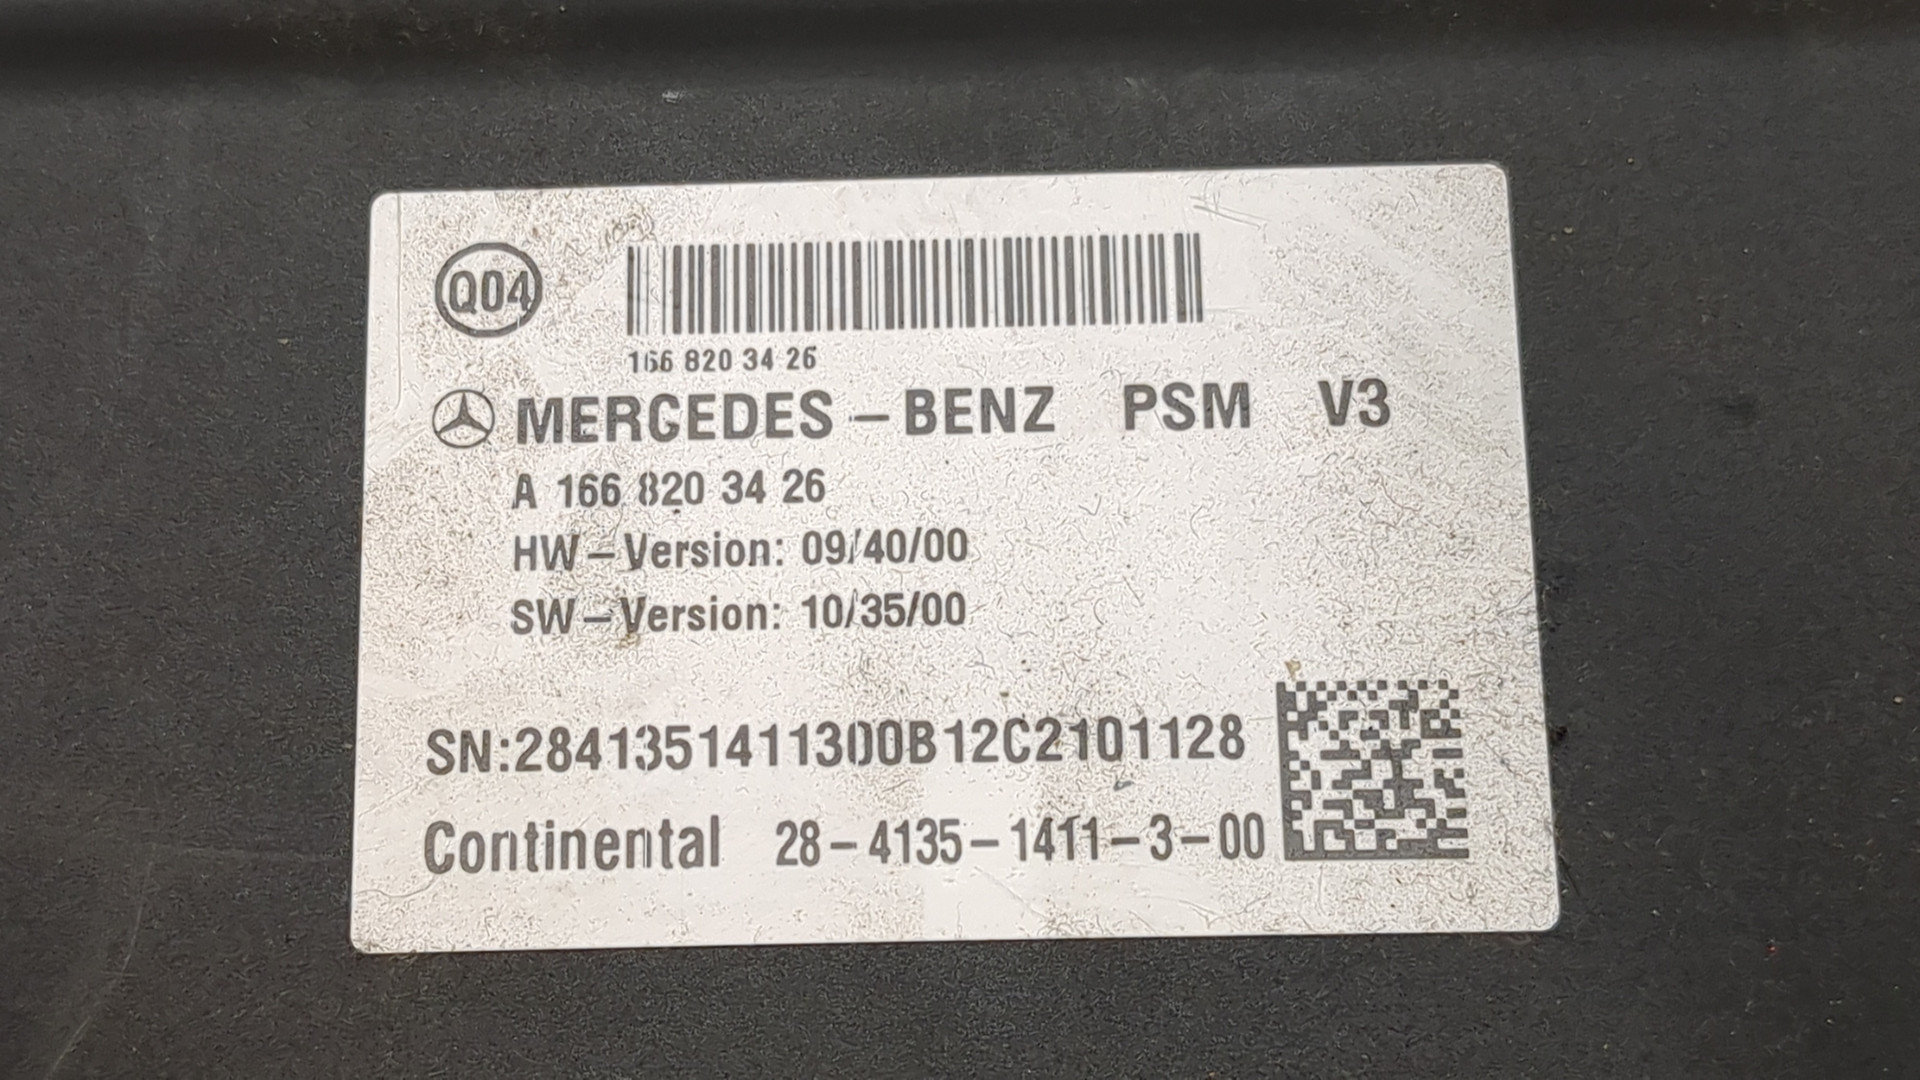 Q04
166 820 34 26
MERCEDES-BENZ PSM V3
A 166 820 34 26
HW-Version: 09/40/00
SW-Version: 10/35/00
SN:2841351411300B12C2101128
Continental 28-4135-1411-3-00